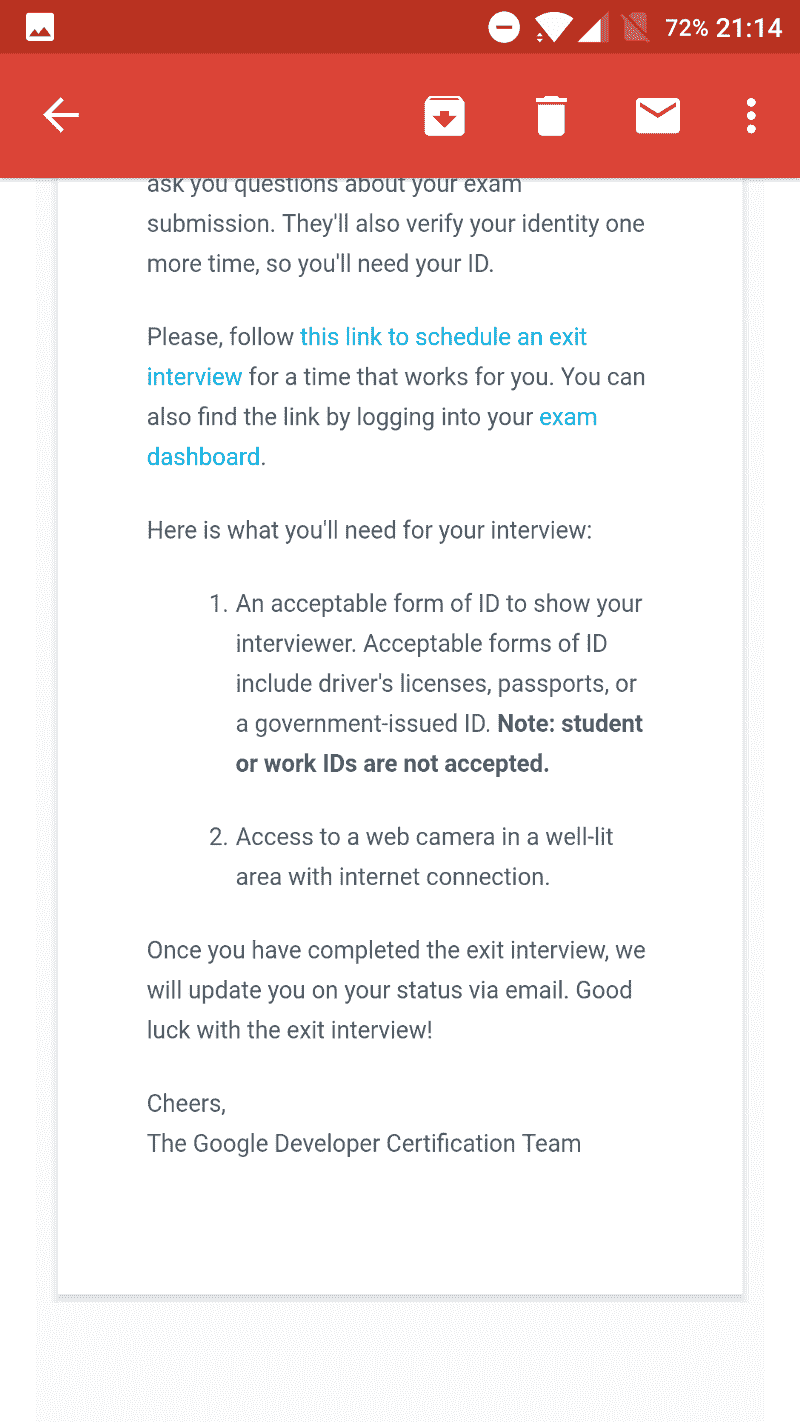 72% 21:14
ask you questions about your exam
submission. They'll also verify your identity one
more time, so you'll need your ID.
Please, follow this link to schedule an exit
interview for a time that works for you. You can
also find the link by logging into your exam
dashboard.
Here is what you'll need for your interview:
1. An acceptable form of ID to show your
interviewer. Acceptable forms of ID
include driver's licenses, passports, or
a government-issued ID. Note: student
or work IDs are not accepted.
2. Access to a web camera in a well-lit
area with internet connection.
Once you have completed the exit interview, we
will update you on your status via email. Good
luck with the exit interview!
Cheers,
The Google Developer Certification Team